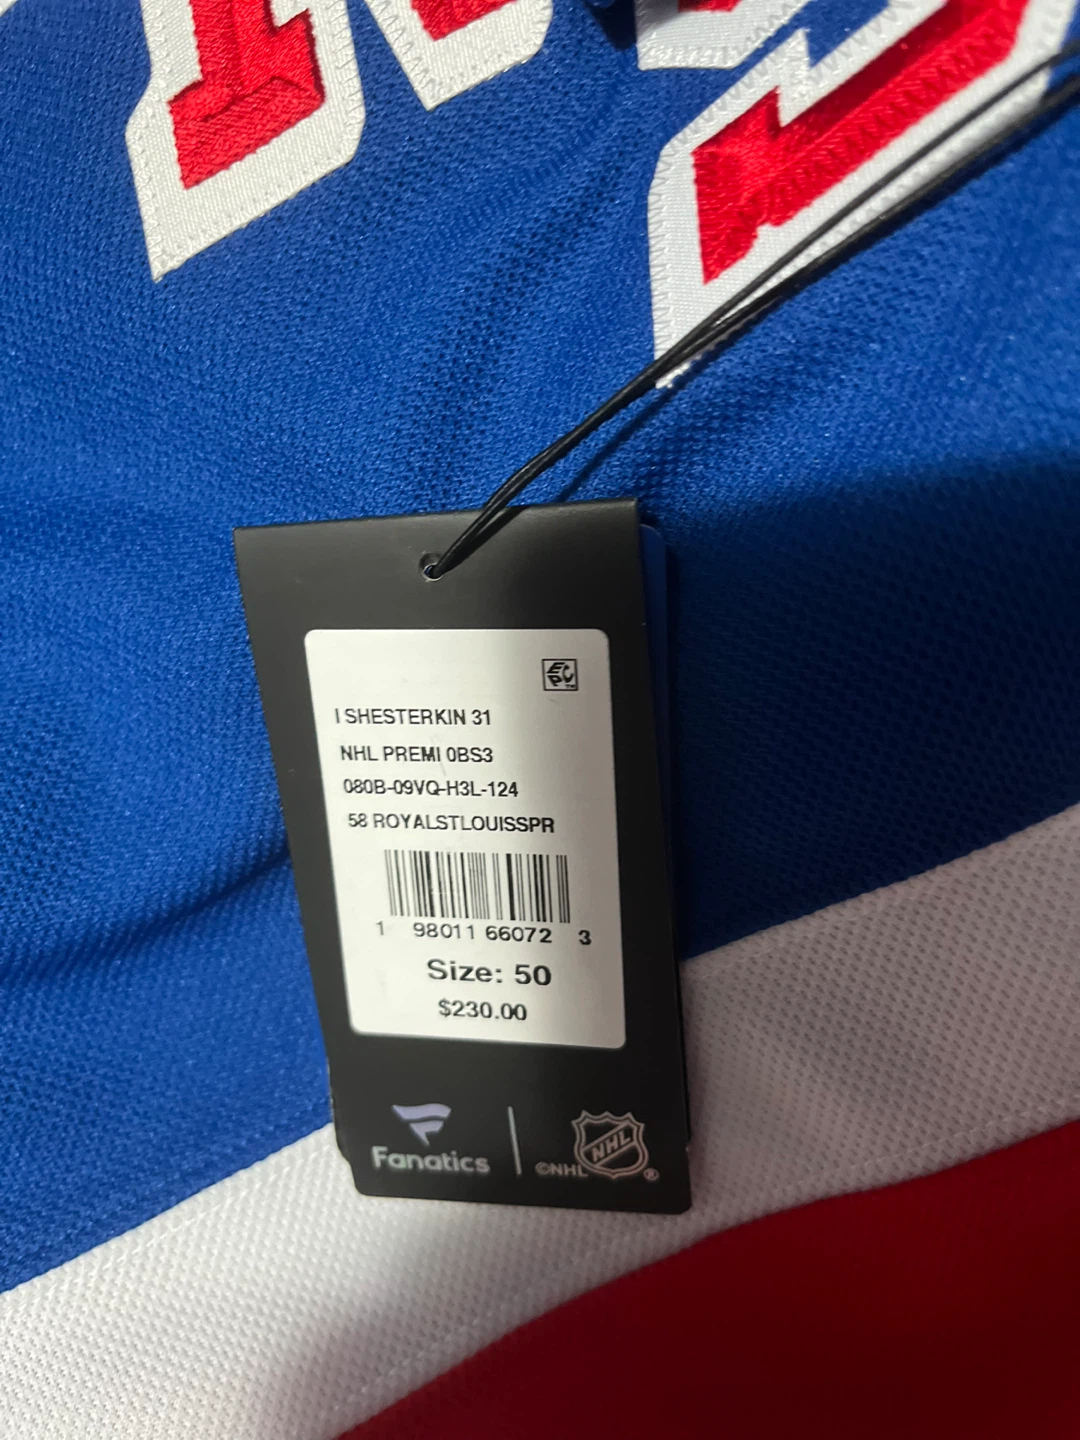 EPC™
I SHESTERKIN 31
NHL PREMI 0BS3
080B-09VQ-H3L-124
58 ROYALSTLOUISSPR
1 98011 66072 3
Size: 50
$230.00
Fanatics
©NHL NHL ®